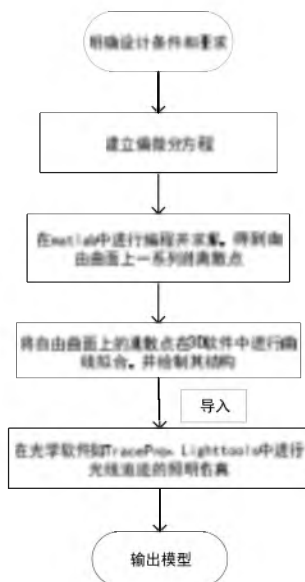 明确设计条件和要求
建立偏微分方程
在matlab中进行编程并求解，得到自
由曲面上一系列的离散点
将自由曲面上的离散点在3D软件中进行曲
线拟合，并绘制其结构
导入
在光学软件如TracePro、Lighttools中进行
光线追迹的照明仿真
输出模型